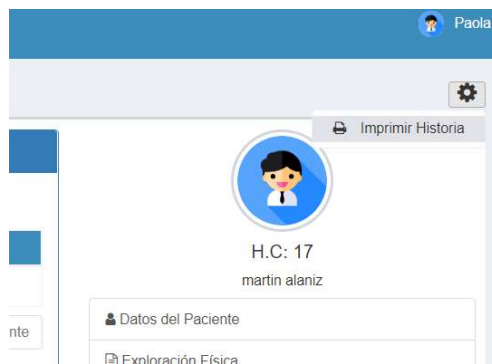 Paola
Imprimir Historia
H.C: 17
martin alaniz
nte
Datos del Paciente
Exploración Física